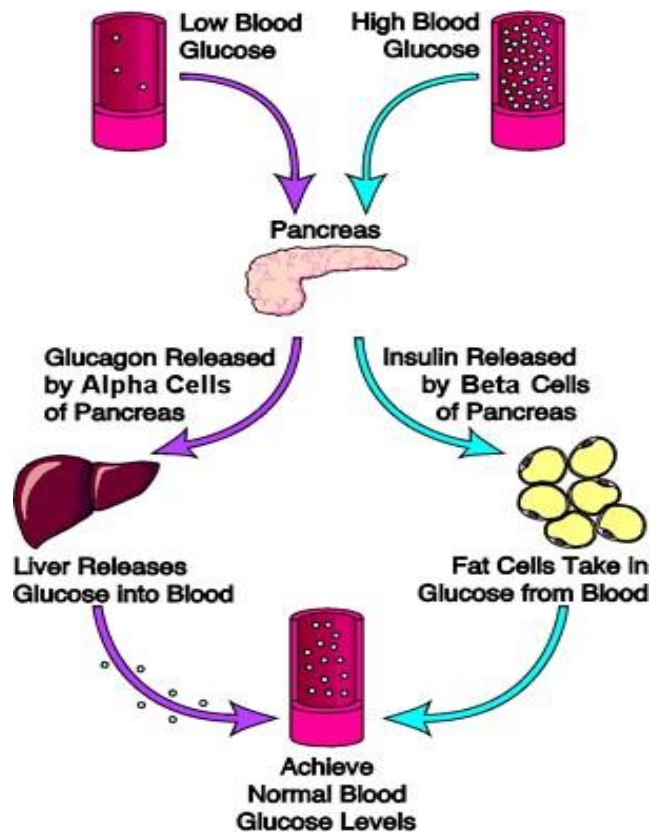 Low Blood
Glucose
High Blood
Glucose
Pancreas
Glucagon Released
by Alpha Cells
of Pancreas
Insulin Released
by Beta Cells
of Pancreas
Liver Releases
Glucose into Blood
Fat Cells Take in
Glucose from Blood
Achieve
Normal Blood
Glucose Levels